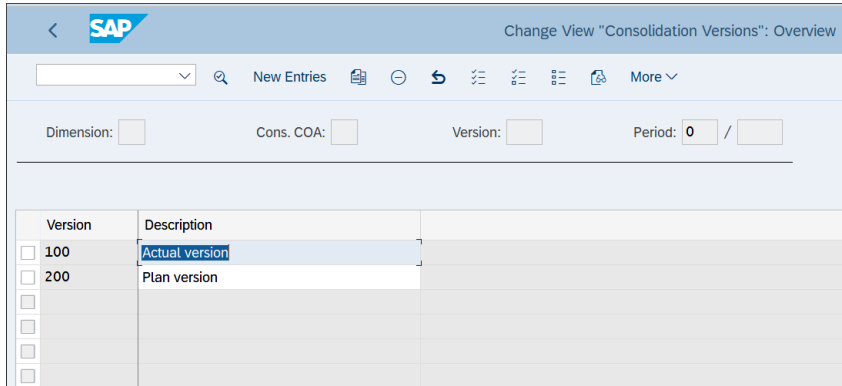 SAP
Change View "Consolidation Versions": Overview
New Entries More
Dimension: Cons. COA: Version: Period: 0 /
Version Description
100 Actual version
200 Plan version